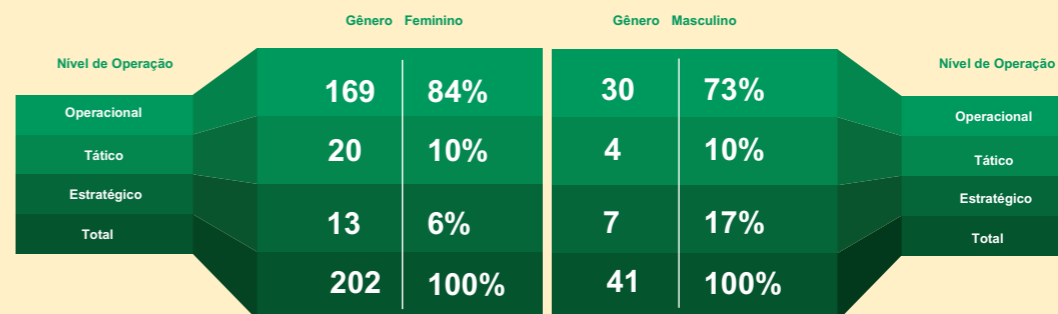 Gênero Feminino
Gênero Masculino
Nível de Operação
Nível de Operação
Operacional 169 84% 30 73% Operacional
Tático 20 10% 4 10% Tático
Estratégico 13 6% 7 17% Estratégico
Total 202 100% 41 100% Total